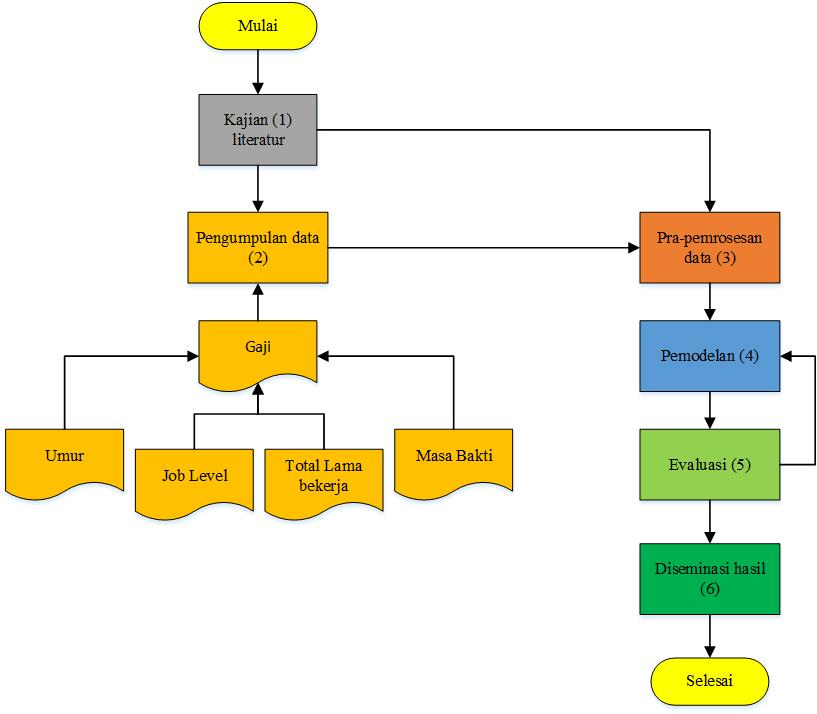 Mulai
Kajian (1)
literatur
Pengumpulan data
(2)
Pra-pemrosesan
data (3)
Gaji
Pemodelan (4)
Umur
Job Level
Total Lama
bekerja
Masa Bakti
Evaluasi (5)
Diseminasi hasil
(6)
Selesai